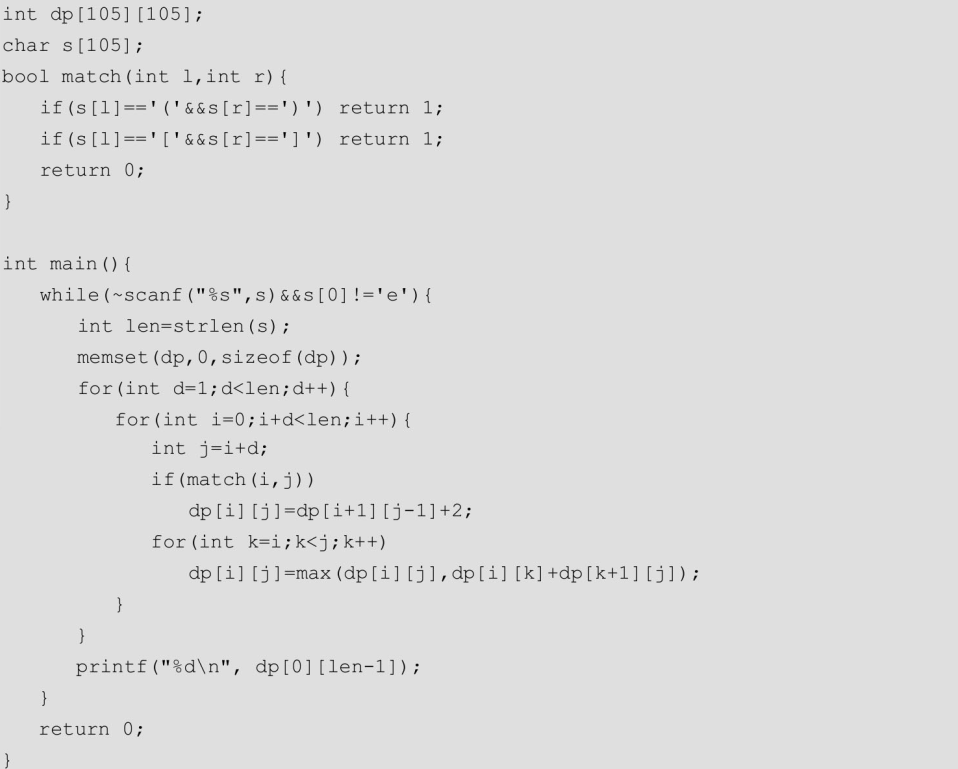 int dp[105][105];
char s[105];
bool match(int l,int r){
if(s[l]=='('&&s[r]==')') return 1;
if(s[l]=='['&&s[r]==']') return 1;
return 0;
}
int main(){
while(~scanf("%s",s)&&s[0]!='e'){
int len=strlen(s);
memset(dp,0,sizeof(dp));
for(int d=1;d<len;d++){
for(int i=0;i+d<len;i++){
int j=i+d;
if(match(i,j))
dp[i][j]=dp[i+1][j-1]+2;
for(int k=i;k<j;k++)
dp[i][j]=max(dp[i][j],dp[i][k]+dp[k+1][j]);
}
}
printf("%d\n", dp[0][len-1]);
}
return 0;
}